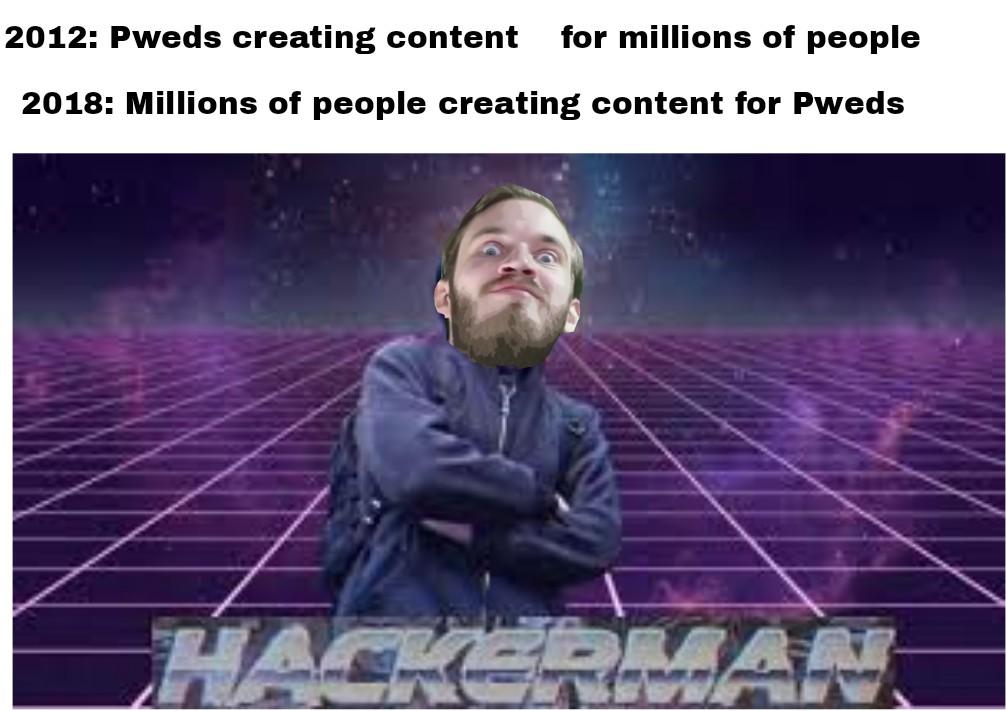 2012: Pweds creating content for millions of people
2018: Millions of people creating content for Pweds
HACKERMAN